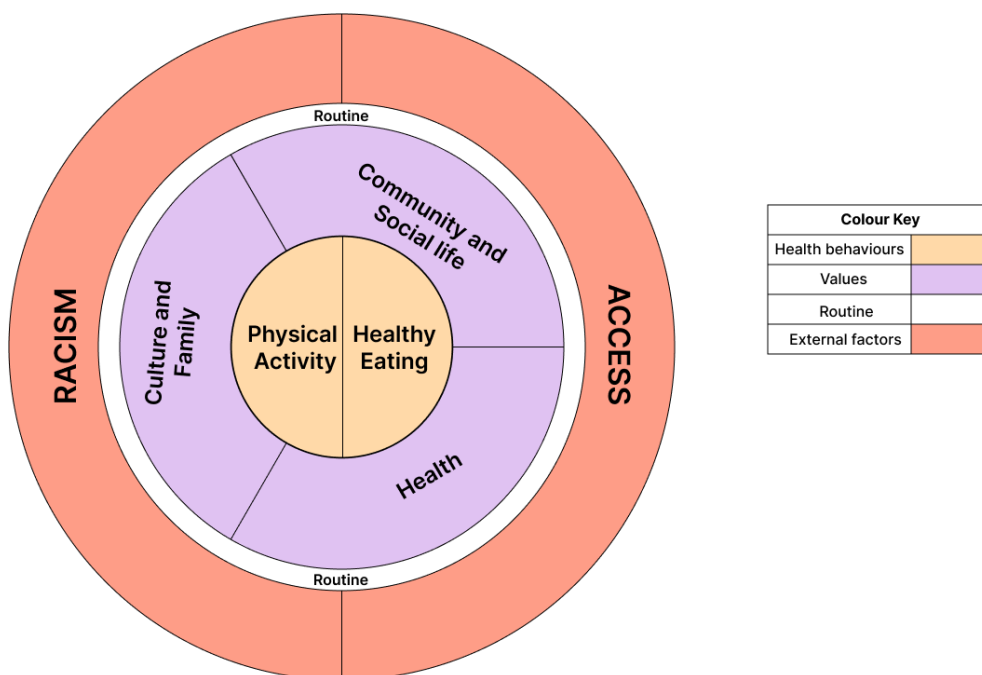 Routine
Community and
Social life
RACISM
Culture and
Family
Physical
Activity
Healthy
Eating
ACCESS
Health
Routine
Colour Key
Health behaviours
Values
Routine
External factors